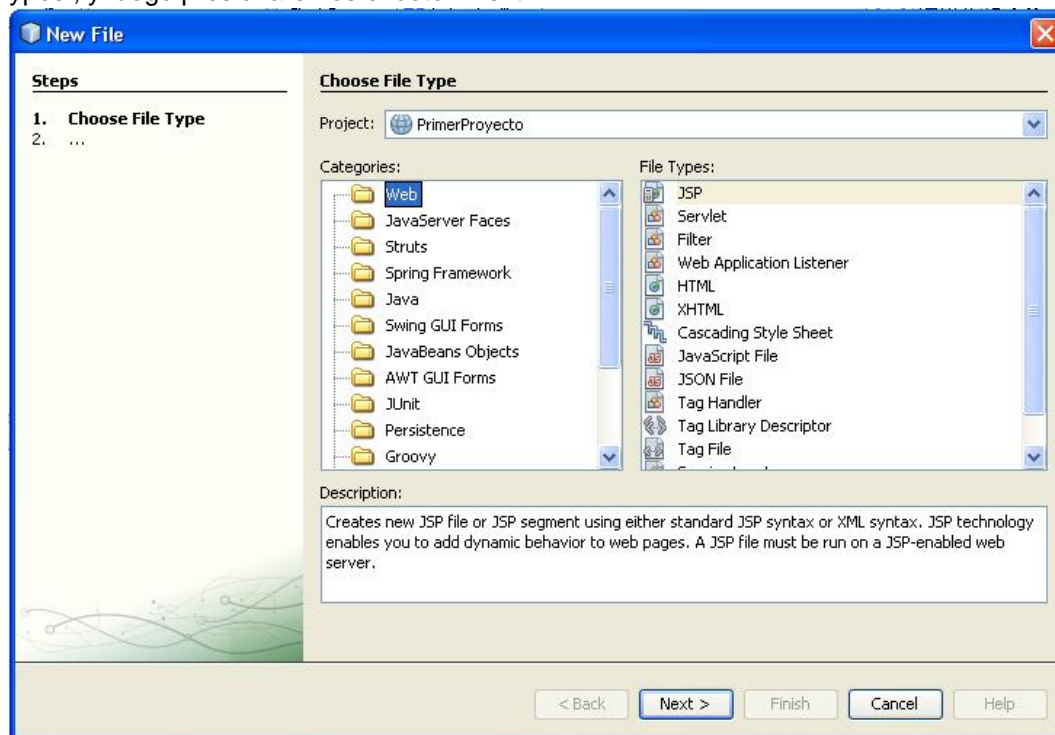 New File
Steps
1. Choose File Type
2. ...
Choose File Type
Project: PrimerProyecto
Categories:
Web
JavaServer Faces
Struts
Spring Framework
Java
Swing GUI Forms
JavaBeans Objects
AWT GUI Forms
JUnit
Persistence
Groovy
File Types:
JSP
Servlet
Filter
Web Application Listener
HTML
XHTML
Cascading Style Sheet
JavaScript File
JSON File
Tag Handler
Tag Library Descriptor
Tag File
Description:
Creates new JSP file or JSP segment using either standard JSP syntax or XML syntax. JSP technology
enables you to add dynamic behavior to web pages. A JSP file must be run on a JSP-enabled web
server.
< Back Next > Finish Cancel Help